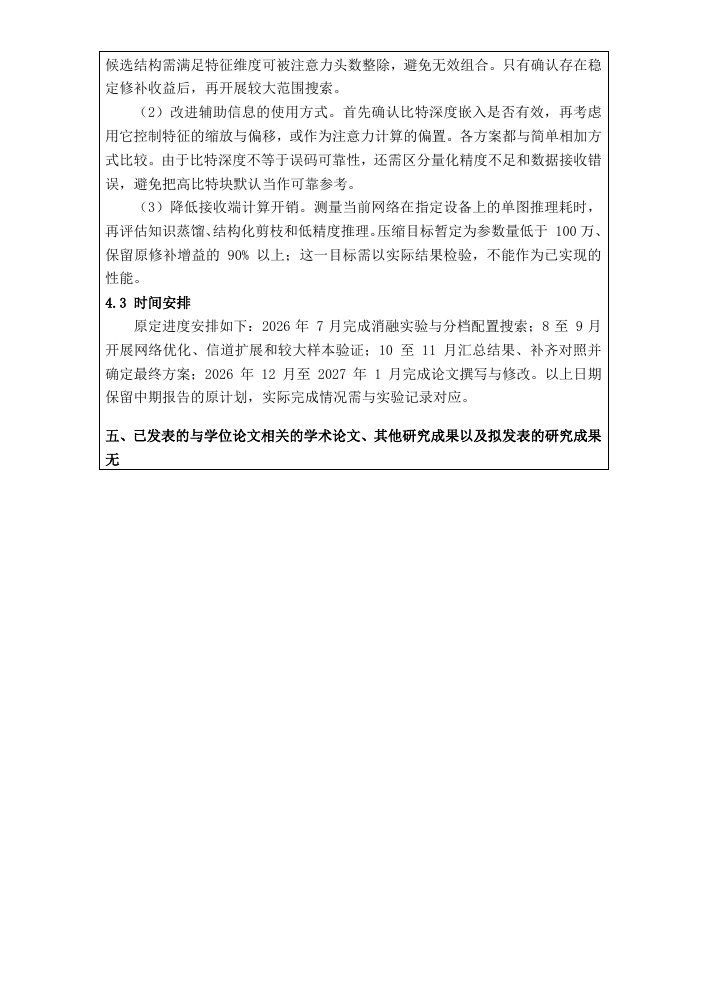 候选结构需满足特征维度可被注意力头数整除，避免无效组合。只有确认存在稳
定修补收益后，再开展较大范围搜索。
（2）改进辅助信息的使用方式。首先确认比特深度嵌入是否有效，再考虑
用它控制特征的缩放与偏移，或作为注意力计算的偏置。各方案都与简单相加方
式比较。由于比特深度不等于误码可靠性，还需区分量化精度不足和数据接收错
误，避免把高比特块默认当作可靠参考。
（3）降低接收端计算开销。测量当前网络在指定设备上的单图推理耗时，
再评估知识蒸馏、结构化剪枝和低精度推理。压缩目标暂定为参数量低于 100 万、
保留原修补增益的 90% 以上；这一目标需以实际结果检验，不能作为已实现的
性能。
4.3 时间安排
原定进度安排如下：2026 年 7 月完成消融实验与分档配置搜索；8 至 9 月
开展网络优化、信道扩展和较大样本验证；10 至 11 月汇总结果、补齐对照并
确定最终方案；2026 年 12 月至 2027 年 1 月完成论文撰写与修改。以上日期
保留中期报告的原计划，实际完成情况需与实验记录对应。
五、已发表的与学位论文相关的学术论文、其他研究成果以及拟发表的研究成果
无